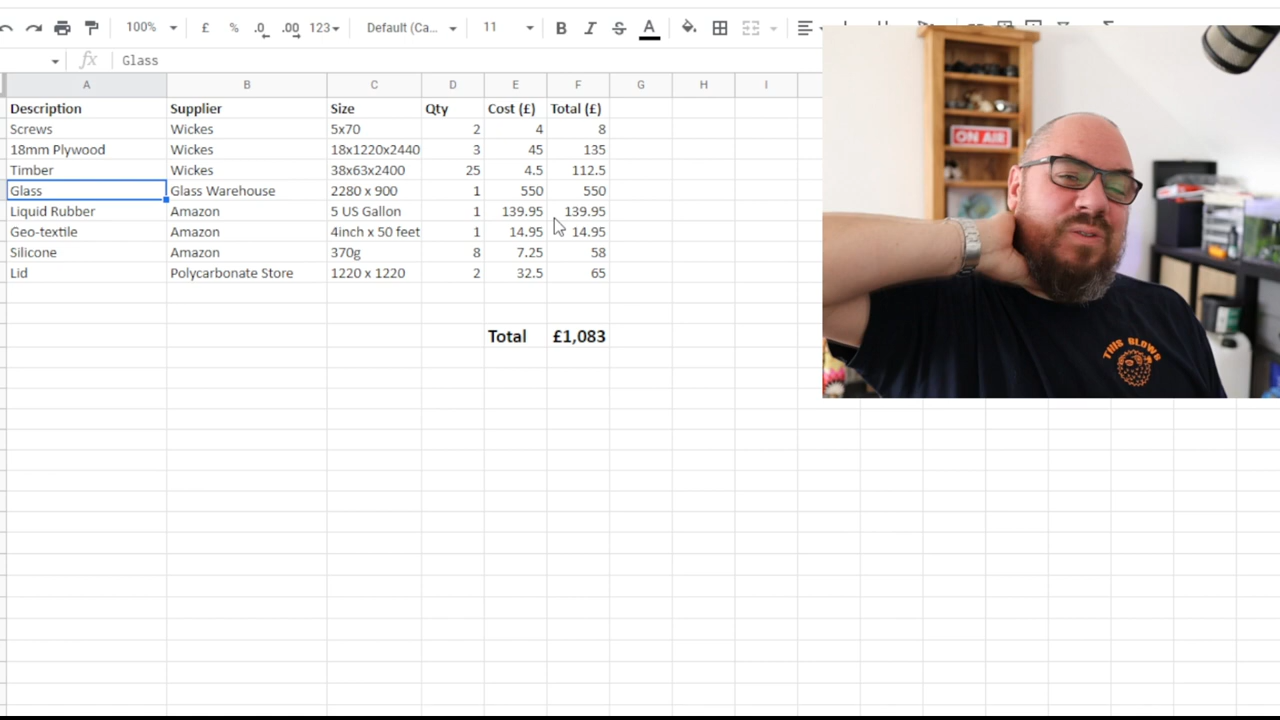 100% £ % .0 .00 123 Default (Ca... 11 B I S A
fx Glass
A B C D E F G H I
Description Supplier Size Qty Cost (£) Total (£)
Screws Wickes 5x70 2 4 8
18mm Plywood Wickes 18x1220x2440 3 45 135
Timber Wickes 38x63x2400 25 4.5 112.5
Glass Glass Warehouse 2280 x 900 1 550 550
Liquid Rubber Amazon 5 US Gallon 1 139.95 139.95
Geo-textile Amazon 4inch x 50 feet 1 14.95 14.95
Silicone Amazon 370g 8 7.25 58
Lid Polycarbonate Store 1220 x 1220 2 32.5 65
Total £1,083
ON AIR
THIS BLOWS